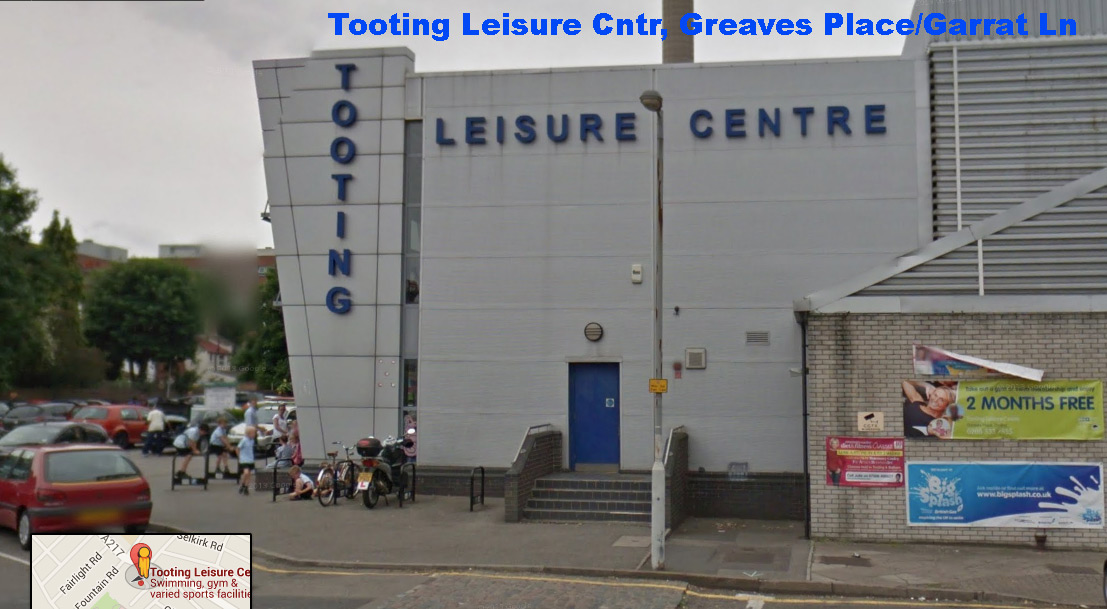 Tooting Leisure Cntr, Greaves Place/Garrat Ln
TOOTING
LEISURE CENTRE
2 MONTHS FREE
CCTV
Big Splash
www.bigsplash.co.uk
A217
Selkirk Rd
Fairlight Rd
Fountain Rd
Tooting Leisure Ce
Swimming, gym &
varied sports facilitie